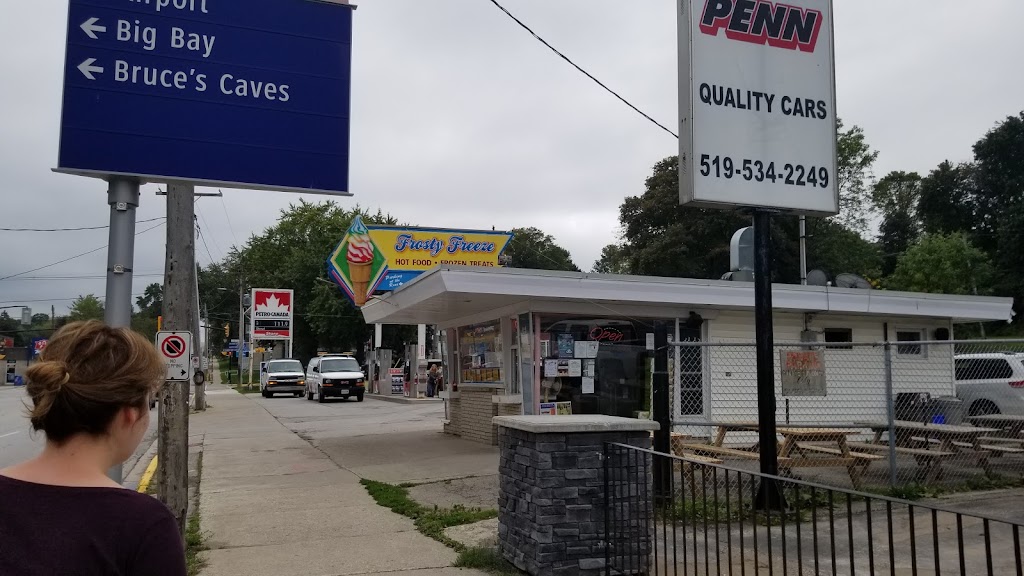 Airport
← Big Bay
← Bruce's Caves
PENN
QUALITY CARS
519-534-2249
Frosty Freeze
HOT FOOD • FROZEN TREATS
PETRO-CANADA
Open